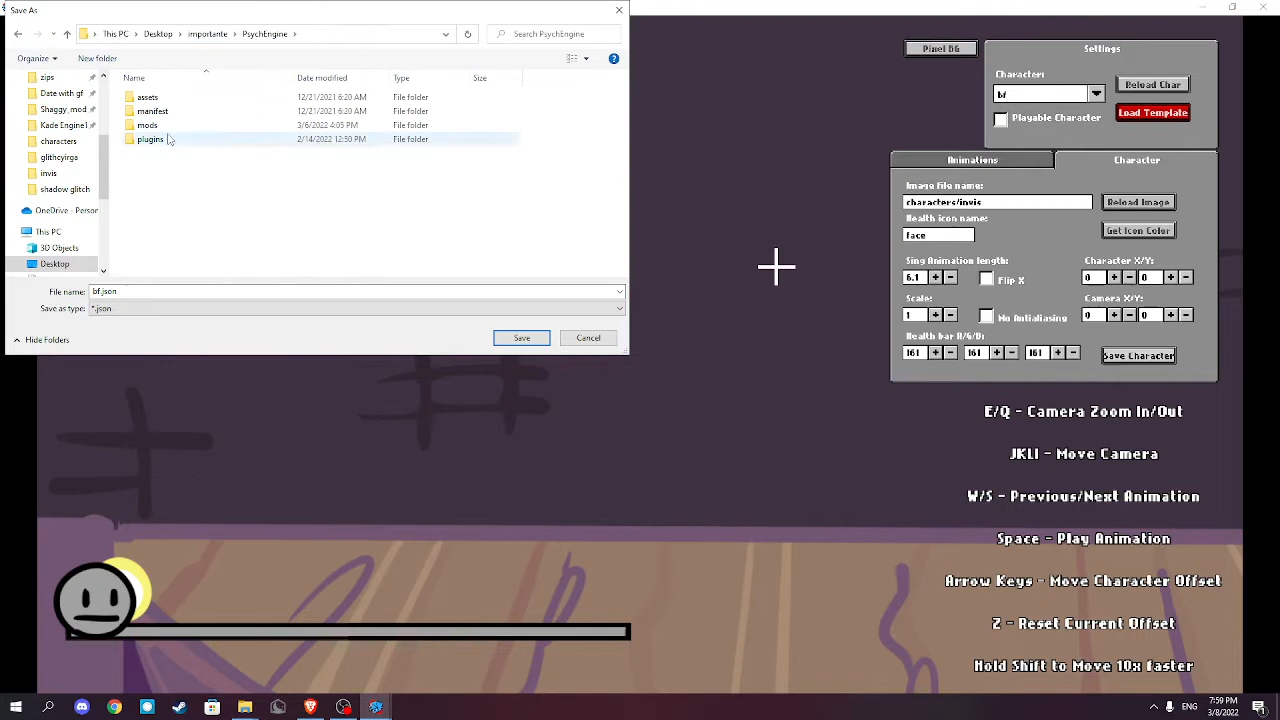 Save As
This PC
Desktop
importante
PsychEngine
Search PsychEngine
Organize
New folder
Name
Date modified
Type
Size
zips
Date with gf
Shaggy_mod
Kade Engine1
characters
glithcyirga
invis
shadow glitch
OneDrive - Person
This PC
3D Objects
Desktop
assets 12/21/2021 6:20 AM File folder
manifest 12/21/2021 6:20 AM File folder
mods 3/6/2022 4:05 PM File folder
plugins 2/14/2022 12:50 PM File folder
File name: bf.json
Save as type: *.json
Hide Folders
Save
Cancel
Pixel BG
Settings
Character:
bf
Reload Char
Playable Character
Load Template
Animations
Character
Image file name:
characters/invis
Reload Image
Health icon name:
face
Get Icon Color
Sing Animation length:
6.1 + -
Flip X
Character X/Y:
0 + - 0 + -
Scale:
1 + -
No Antialiasing
Camera X/Y:
0 + - 0 + -
Health bar R/G/B:
161 + - 161 + - 161 + -
Save Character
E/Q - Camera Zoom In/Out
JKLI - Move Camera
W/S - Previous/Next Animation
Space - Play Animation
Arrow Keys - Move Character Offset
Z - Reset Current Offset
Hold Shift to Move 10x faster
ENG
7:59 PM
3/8/2022